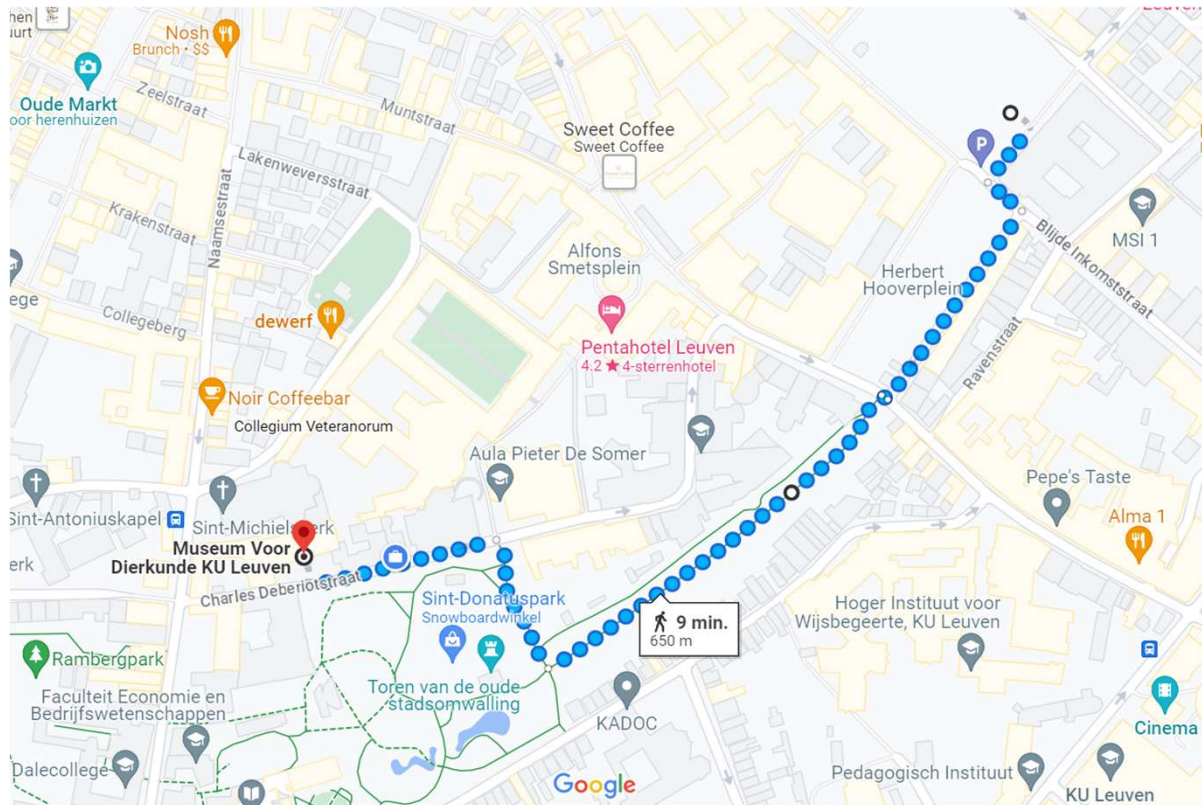 Nosh
Brunch • $$
Oude Markt
oor herenhuizen
Zeelstraat
Muntstraat
Lakenweversstraat
Krakenstraat
Naamsestraat
ege
Collegeberg
dewerf
Noir Coffeebar
Collegium Veteranorum
Sweet Coffee
Sweet Coffee
Alfons
Smetsplein
Pentahotel Leuven
4.2 ★ 4-sterrenhotel
P
MSI 1
Blijde Inkomststraat
Herbert
Hooverplein
Ravenstraat
Aula Pieter De Somer
Pepe's Taste
Alma 1
Sint-Antoniuskapel
Sint-Michielskerk
Museum Voor
Dierkunde KU Leuven
erk
Charles Deberiotstraat
Sint-Donatuspark
Snowboardwinkel
9 min.
650 m
Hoger Instituut voor
Wijsbegeerte, KU Leuven
Rambergpark
Toren van de oude
stadsomwalling
Faculteit Economie en
Bedrijfswetenschappen
KADOC
Cinema
Dalecollege
Google
Pedagogisch Instituut
KU Leuven